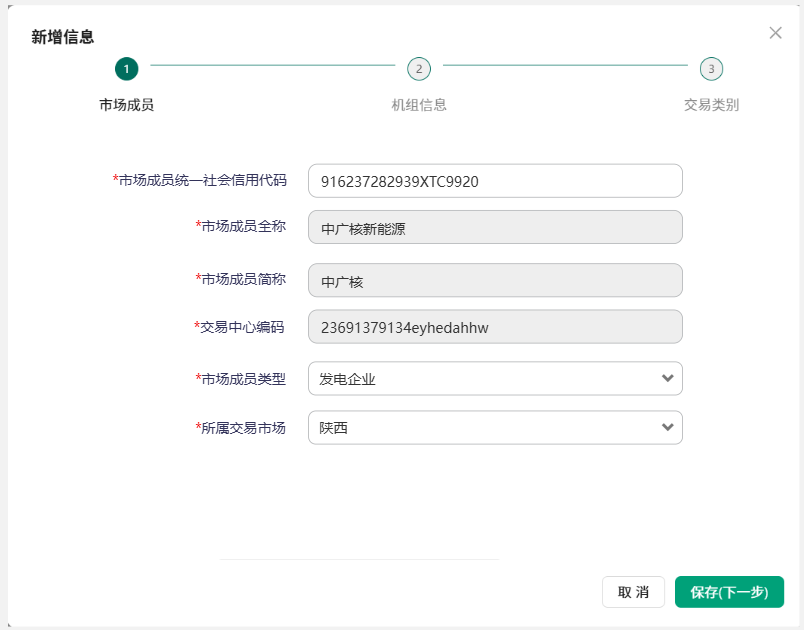 新增信息
1
2
3
市场成员
机组信息
交易类别
*市场成员统一社会信用代码
916237282939XTC9920
*市场成员全称
中广核新能源
*市场成员简称
中广核
*交易中心编码
23691379134eyhedahhw
*市场成员类型
发电企业
*所属交易市场
陕西
取 消
保存(下一步)